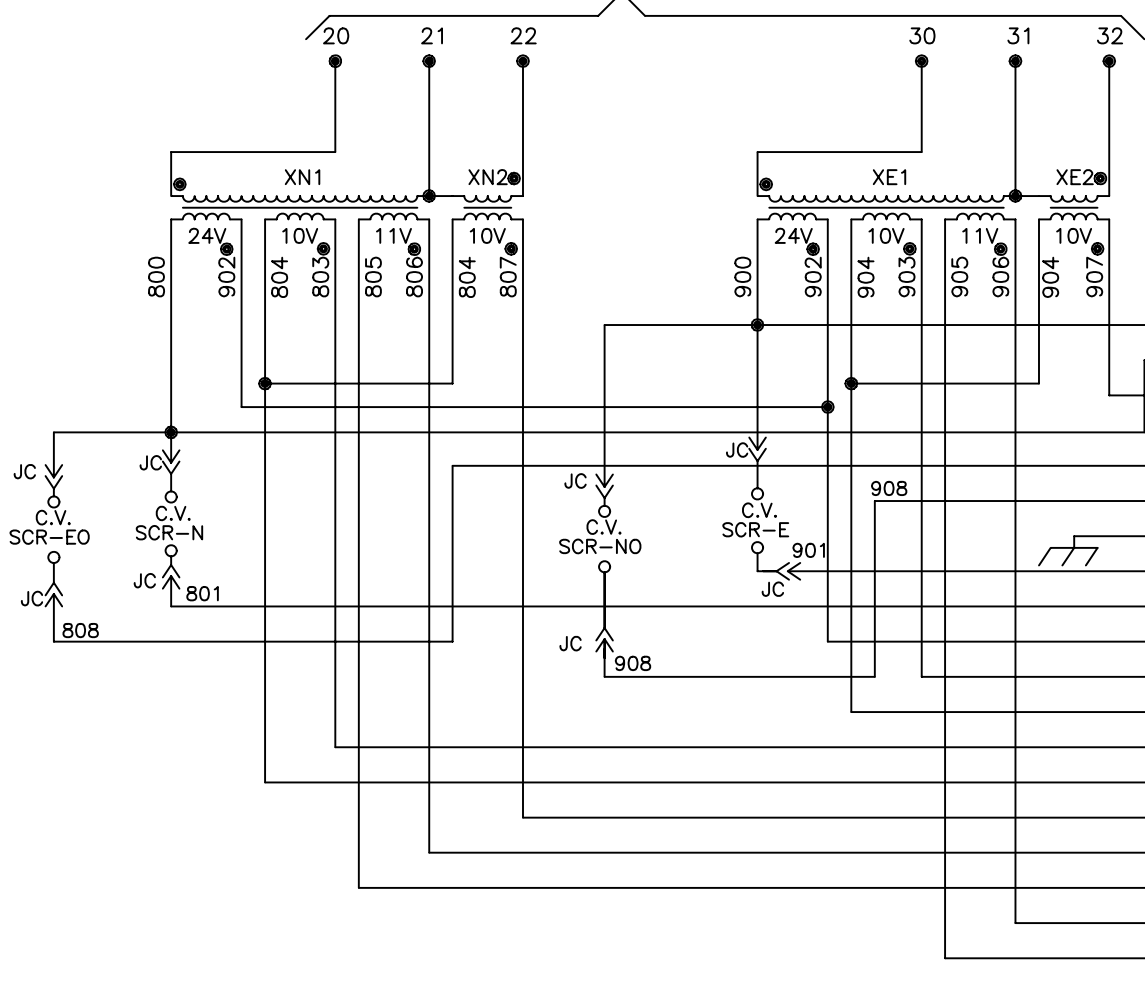 20 21 22 30 31 32
XN1 XN2 XE1 XE2
24V 10V 11V 10V 24V 10V 11V 10V
800 902 804 803 805 806 804 807 900 902 904 903 905 906 904 907
JC JC JC JC
908
C.V.
SCR-EO
C.V.
SCR-N
C.V.
SCR-NO
C.V.
SCR-E
901
JC JC JC
801
808
JC
908